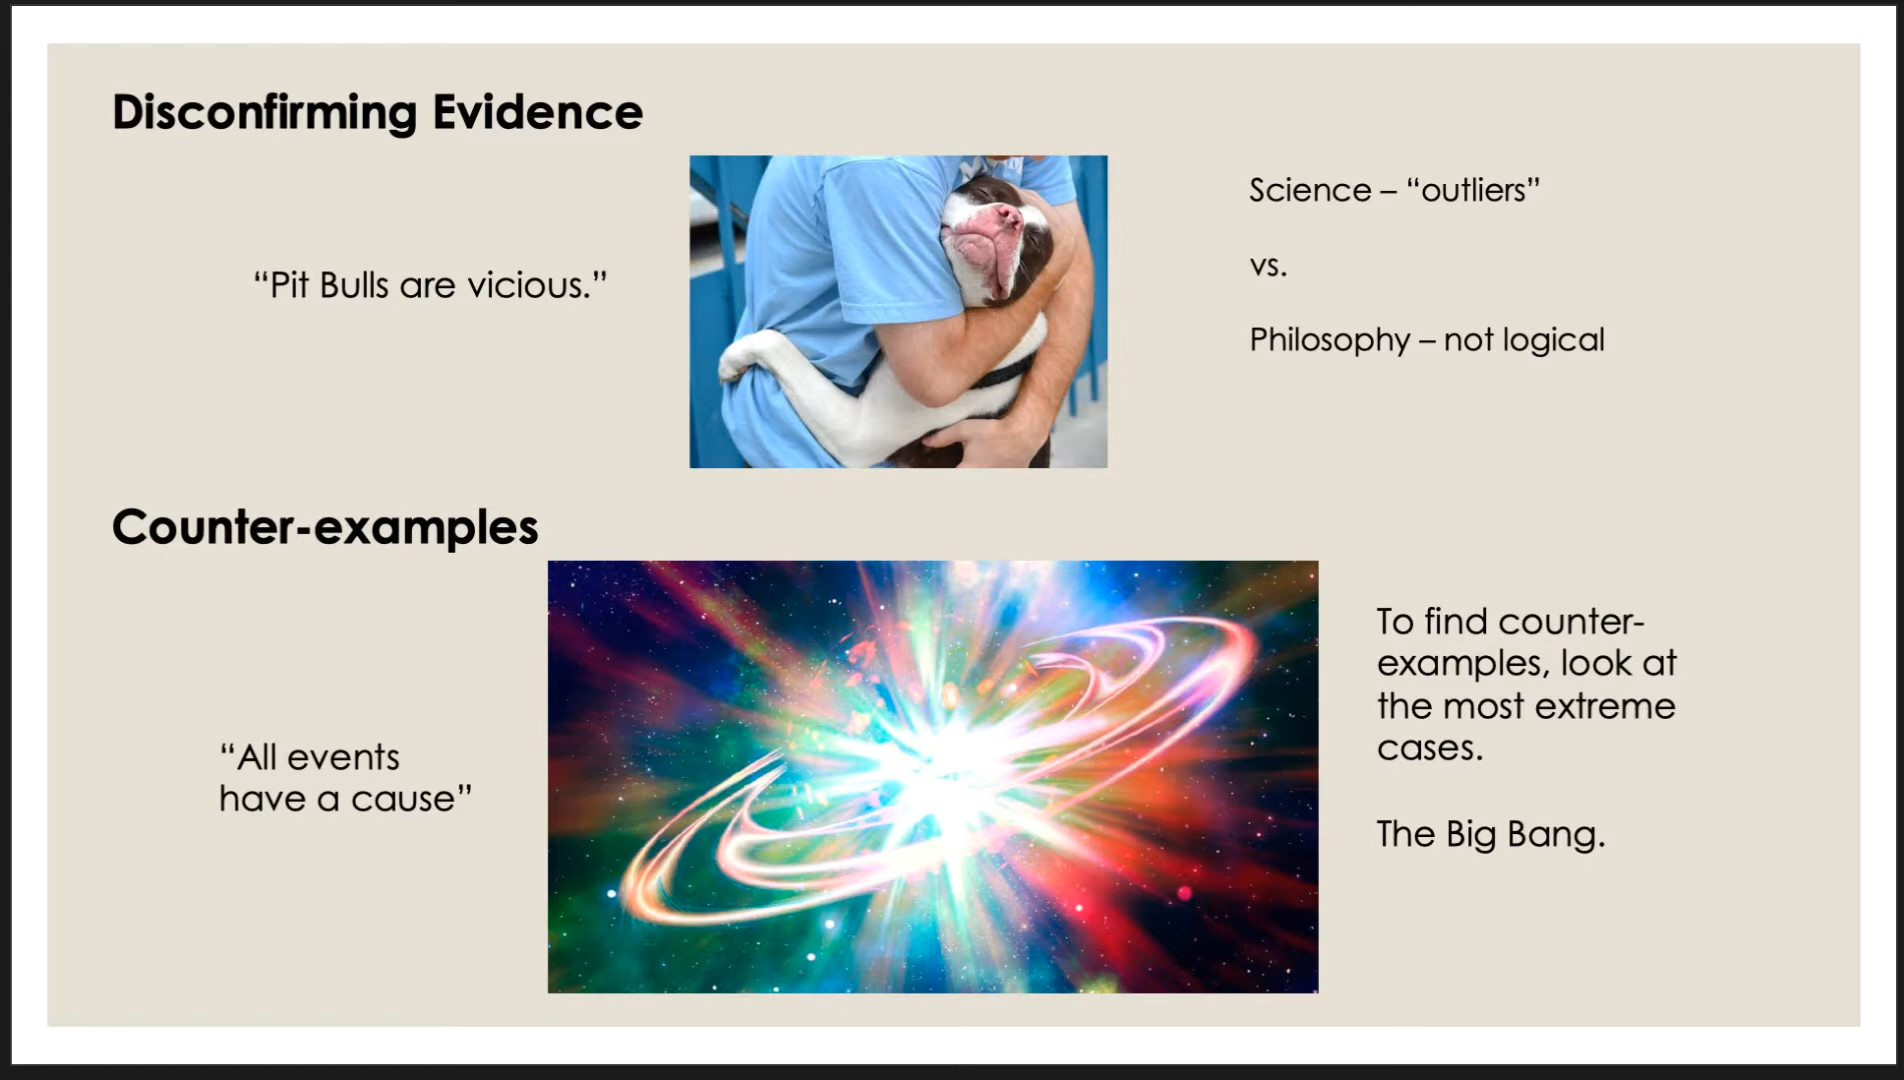 Disconfirming Evidence
“Pit Bulls are vicious.”
Science – “outliers”
vs.
Philosophy – not logical
Counter-examples
“All events
have a cause”
To find counter-
examples, look at
the most extreme
cases.
The Big Bang.